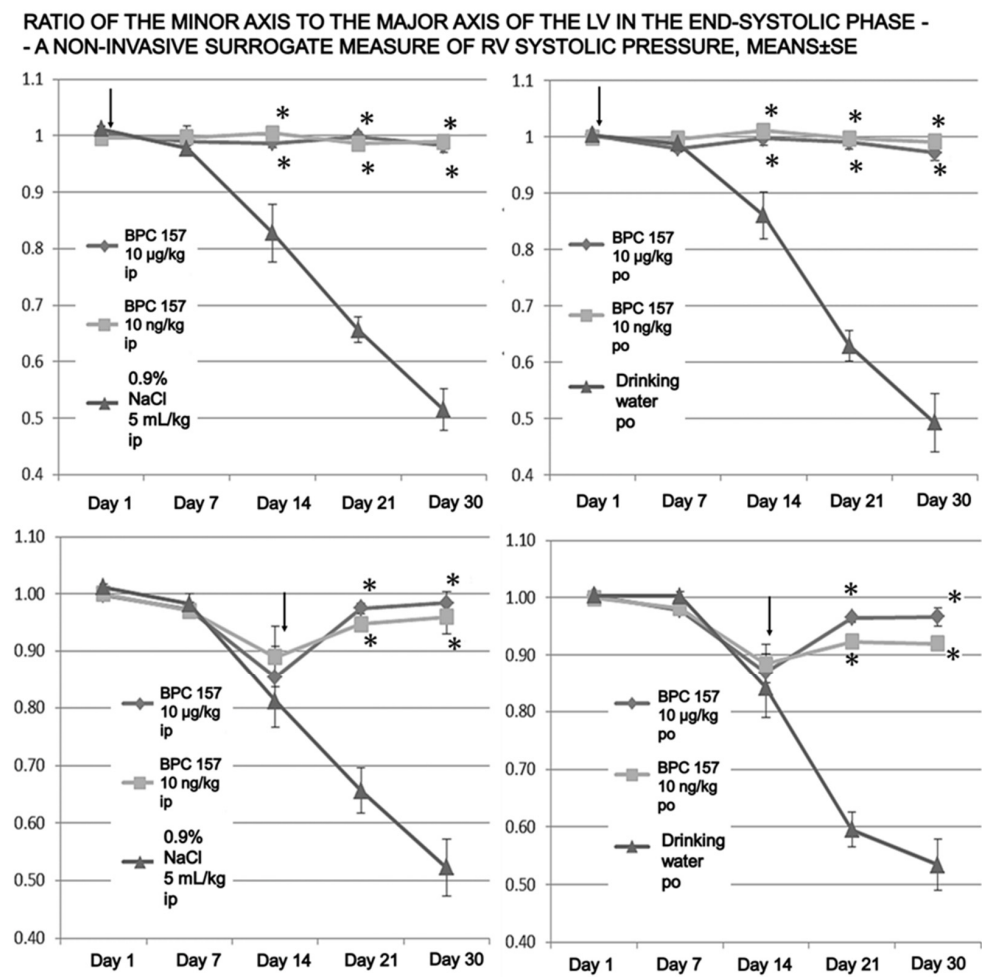 RATIO OF THE MINOR AXIS TO THE MAJOR AXIS OF THE LV IN THE END-SYSTOLIC PHASE -
- A NON-INVASIVE SURROGATE MEASURE OF RV SYSTOLIC PRESSURE, MEANS±SE
1.1
1
0.9
0.8
0.7
0.6
0.5
0.4
* * *
* * *
BPC 157
10 µg/kg
ip
BPC 157
10 ng/kg
ip
0.9%
NaCl
5 mL/kg
ip
Day 1 Day 7 Day 14 Day 21 Day 30
1.1
1
0.9
0.8
0.7
0.6
0.5
0.4
* * *
* * *
BPC 157
10 µg/kg
po
BPC 157
10 ng/kg
po
Drinking
water
po
Day 1 Day 7 Day 14 Day 21 Day 30
1.10
1.00
0.90
0.80
0.70
0.60
0.50
0.40
* *
* *
BPC 157
10 µg/kg
ip
BPC 157
10 ng/kg
ip
0.9%
NaCl
5 mL/kg
ip
Day 1 Day 7 Day 14 Day 21 Day 30
1.10
1.00
0.90
0.80
0.70
0.60
0.50
0.40
* *
* *
BPC 157
10 µg/kg
po
BPC 157
10 ng/kg
po
Drinking
water
po
Day 1 Day 7 Day 14 Day 21 Day 30